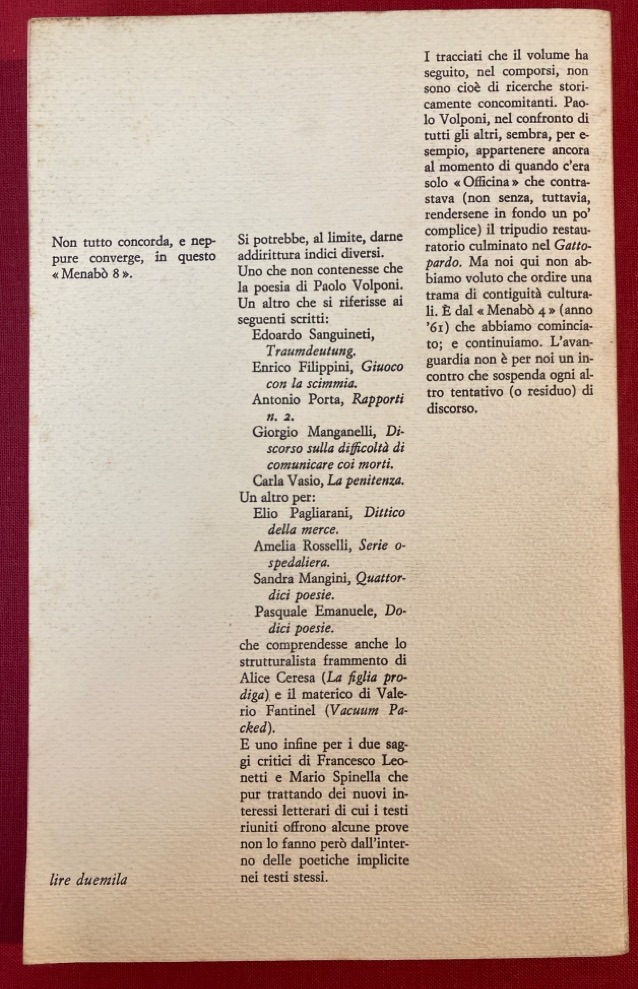 Non tutto concorda, e nep-
pure converge, in questo
« Menabò 8 ».
lire duemila
Si potrebbe, al limite, darne
addirittura indici diversi.
Uno che non contenesse che
la poesia di Paolo Volponi.
Un altro che si riferisse ai
seguenti scritti:
Edoardo Sanguineti,
Traumdeutung.
Enrico Filippini, Giuoco
con la scimmia.
Antonio Porta, Rapporti
n. 2.
Giorgio Manganelli, Di-
scorso sulla difficoltà di
comunicare coi morti.
Carla Vasio, La penitenza.
Un altro per:
Elio Pagliarani, Dittico
della merce.
Amelia Rosselli, Serie o-
spedaliera.
Sandra Mangini, Quattor-
dici poesie.
Pasquale Emanuele, Do-
dici poesie.
che comprendesse anche lo
strutturalista frammento di
Alice Ceresa (La figlia pro-
diga) e il materico di Vale-
rio Fantinel (Vacuum Pa-
cked).
E uno infine per i due sag-
gi critici di Francesco Leo-
netti e Mario Spinella che
pur trattando dei nuovi in-
teressi letterari di cui i testi
riuniti offrono alcune prove
non lo fanno però dall'inter-
no delle poetiche implicite
nei testi stessi.
I tracciati che il volume ha
seguito, nel comporsi, non
sono cioè di ricerche stori-
camente concomitanti. Pao-
lo Volponi, nel confronto di
tutti gli altri, sembra, per e-
sempio, appartenere ancora
al momento di quando c'era
solo « Officina » che contra-
stava (non senza, tuttavia,
rendersene in fondo un po'
complice) il tripudio restau-
ratorio culminato nel Gatto-
pardo. Ma noi qui non ab-
biamo voluto che ordire una
trama di contiguità cultura-
li. È dal « Menabò 4 » (anno
'61) che abbiamo comincia-
to; e continuiamo. L'avan-
guardia non è per noi un in-
contro che sospenda ogni al-
tro tentativo (o residuo) di
discorso.